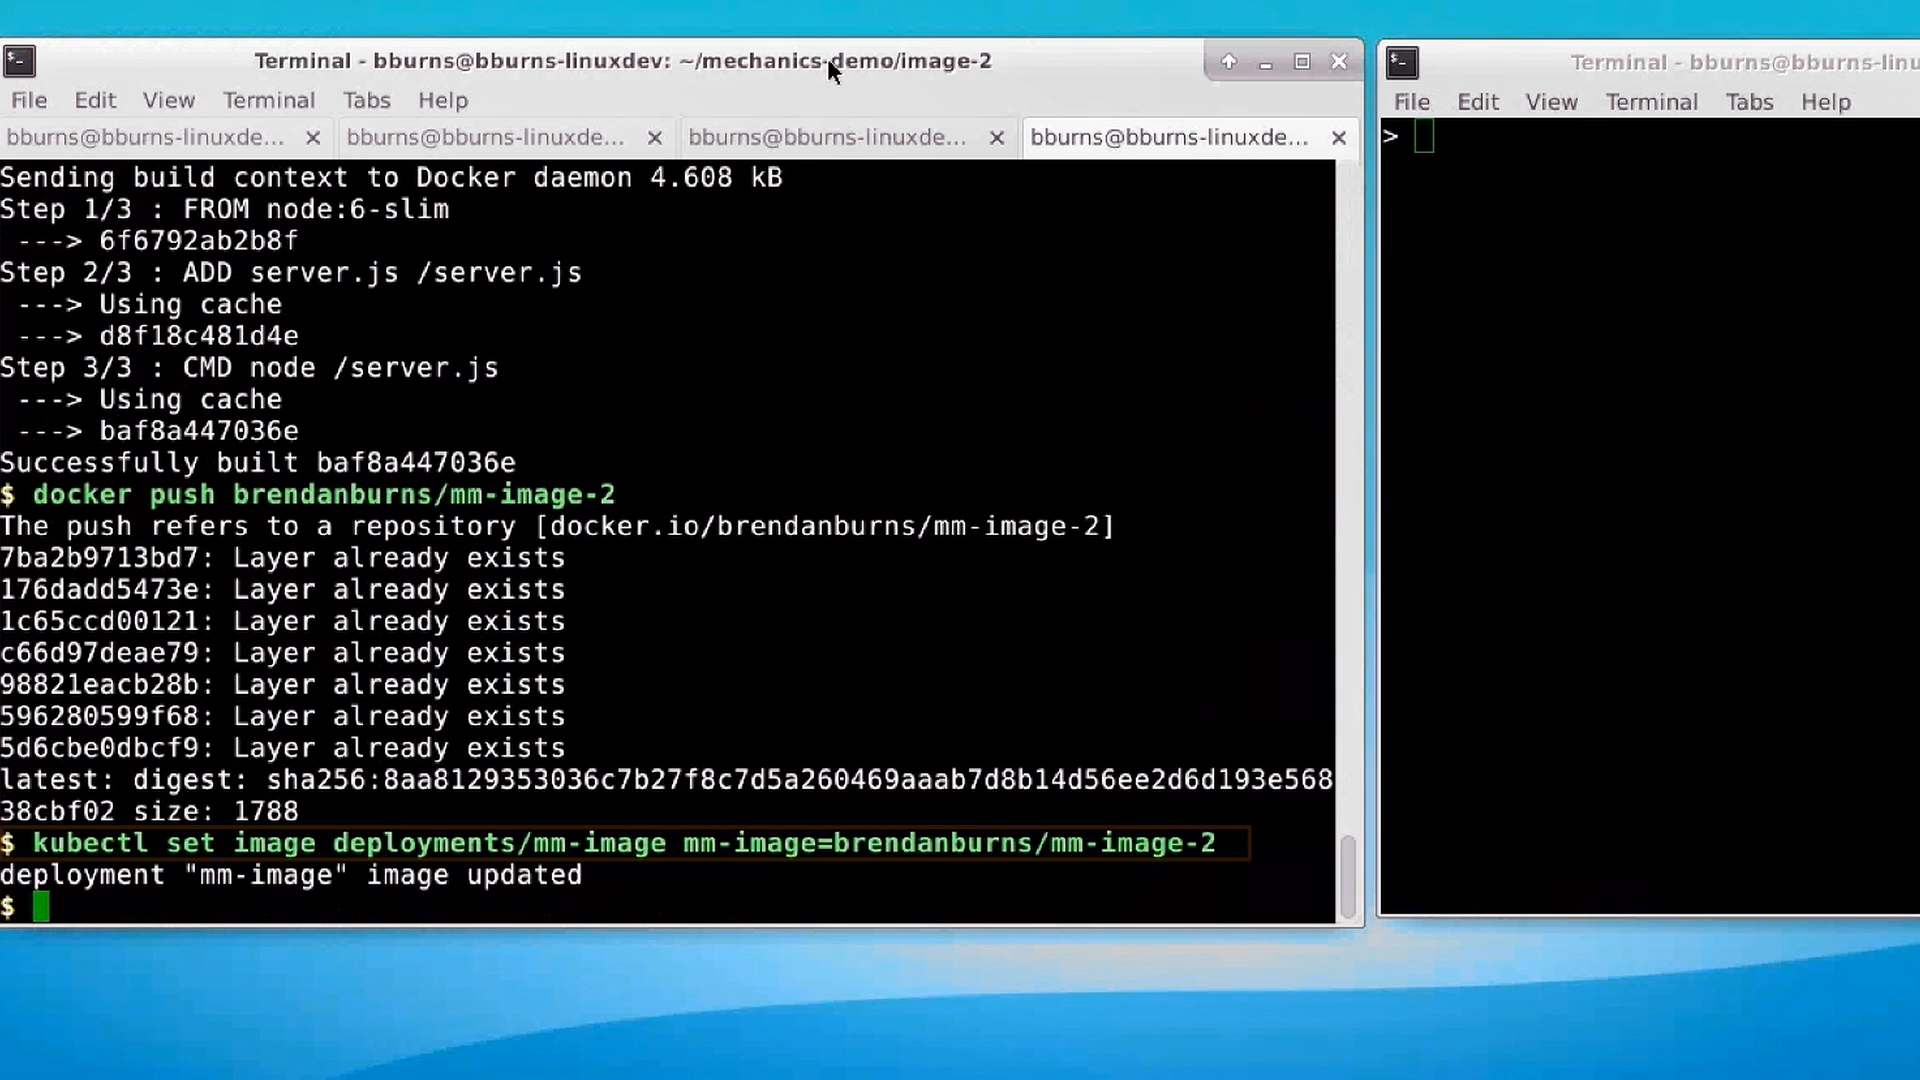 Terminal - bburns@bburns-linuxdev: ~/mechanics-demo/image-2
File Edit View Terminal Tabs Help
bburns@bburns-linuxde... bburns@bburns-linuxde... bburns@bburns-linuxde... bburns@bburns-linuxde...
Sending build context to Docker daemon 4.608 kB
Step 1/3 : FROM node:6-slim
---> 6f6792ab2b8f
Step 2/3 : ADD server.js /server.js
---> Using cache
---> d8f18c481d4e
Step 3/3 : CMD node /server.js
---> Using cache
---> baf8a447036e
Successfully built baf8a447036e
$ docker push brendanburns/mm-image-2
The push refers to a repository [docker.io/brendanburns/mm-image-2]
7ba2b9713bd7: Layer already exists
176dadd5473e: Layer already exists
1c65ccd00121: Layer already exists
c66d97deae79: Layer already exists
98821eacb28b: Layer already exists
596280599f68: Layer already exists
5d6cbe0dbcf9: Layer already exists
latest: digest: sha256:8aa8129353036c7b27f8c7d5a260469aaab7d8b14d56ee2d6d193e568
38cbf02 size: 1788
$ kubectl set image deployments/mm-image mm-image=brendanburns/mm-image-2
deployment "mm-image" image updated
$
Terminal - bburns@bburns-linu
File Edit View Terminal Tabs Help
>